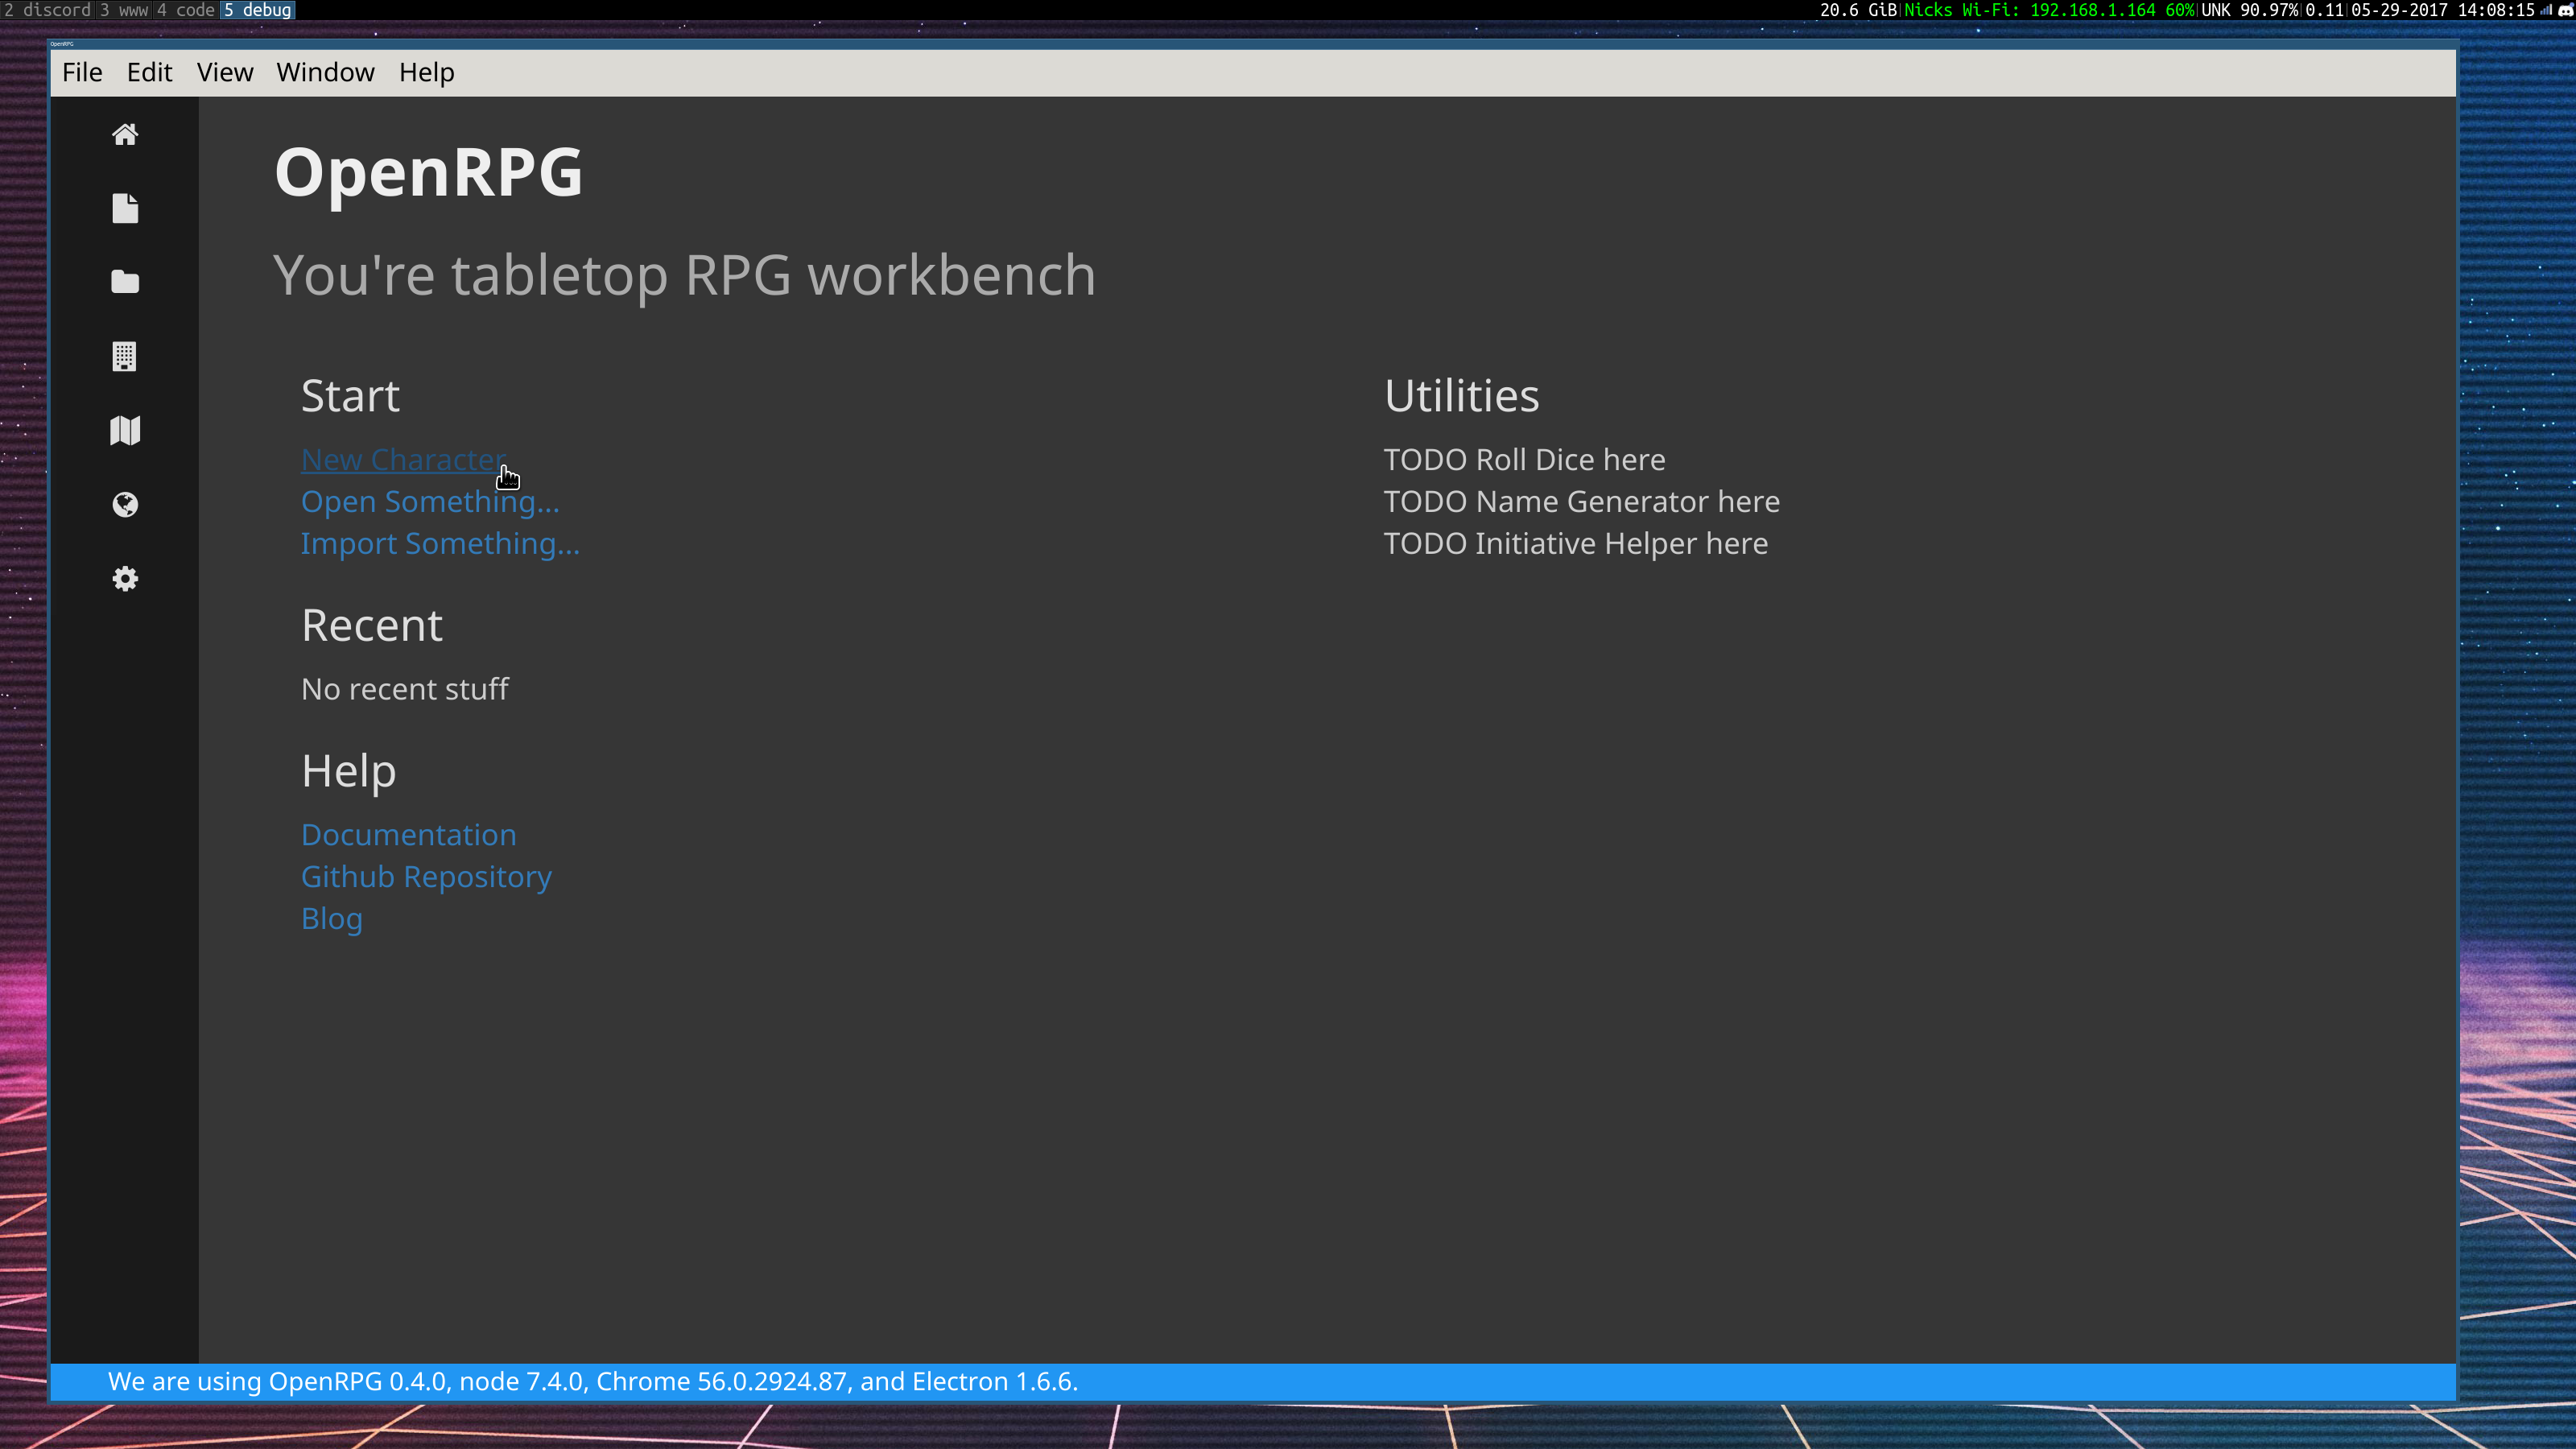 2 discord 3 www 4 code 5 debug
20.6 GiB|Nicks Wi-Fi: 192.168.1.164 60%|UNK 90.97%|0.11|05-29-2017 14:08:15
OpenRPG
File Edit View Window Help
OpenRPG
You're tabletop RPG workbench
Start
New Character
Open Something...
Import Something...
Recent
No recent stuff
Help
Documentation
Github Repository
Blog
Utilities
TODO Roll Dice here
TODO Name Generator here
TODO Initiative Helper here
We are using OpenRPG 0.4.0, node 7.4.0, Chrome 56.0.2924.87, and Electron 1.6.6.